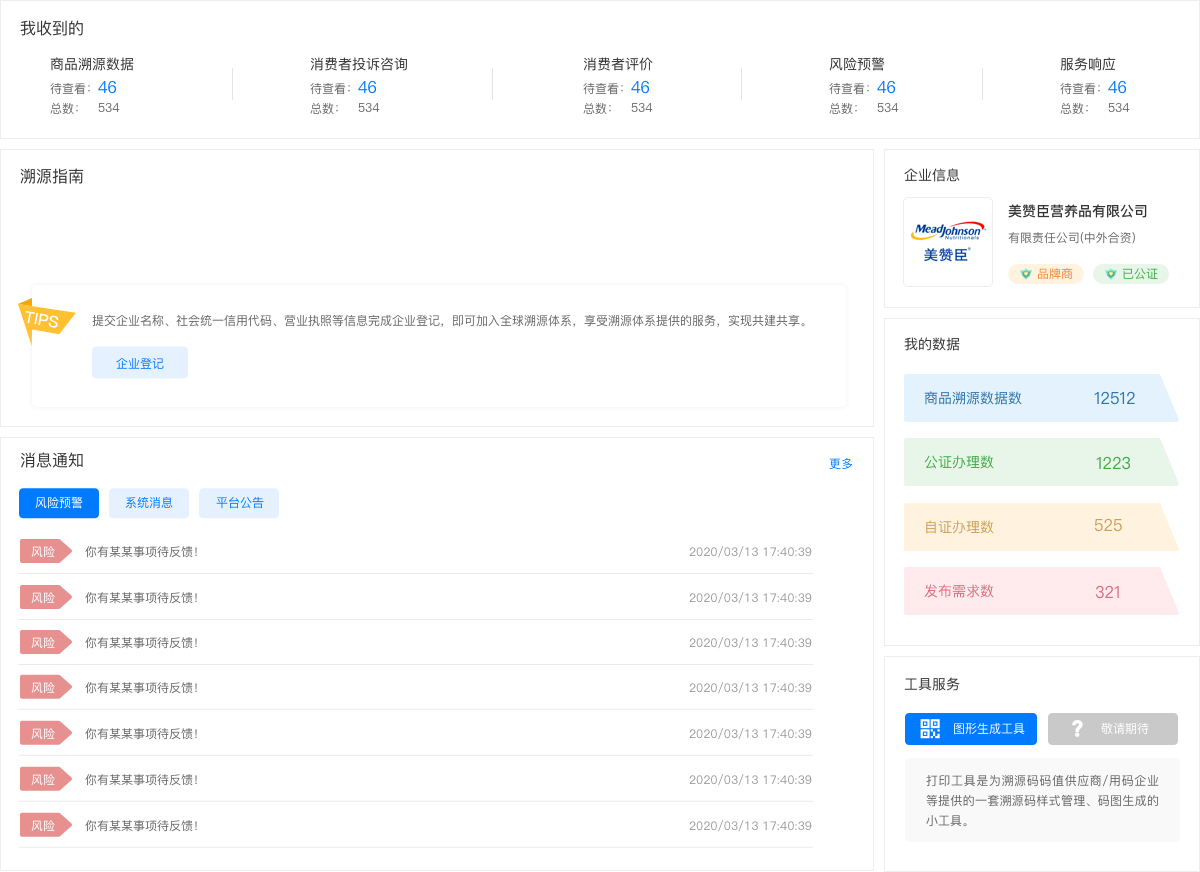 我收到的
商品溯源数据
待查看: 46
总数: 534
消费者投诉咨询
待查看: 46
总数: 534
消费者评价
待查看: 46
总数: 534
风险预警
待查看: 46
总数: 534
服务响应
待查看: 46
总数: 534
溯源指南
TIPS
提交企业名称、社会统一信用代码、营业执照等信息完成企业登记，即可加入全球溯源体系，享受溯源体系提供的服务，实现共建共享。
企业登记
消息通知
更多
风险预警 系统消息 平台公告
风险 你有某某事项待反馈! 2020/03/13 17:40:39
风险 你有某某事项待反馈! 2020/03/13 17:40:39
风险 你有某某事项待反馈! 2020/03/13 17:40:39
风险 你有某某事项待反馈! 2020/03/13 17:40:39
风险 你有某某事项待反馈! 2020/03/13 17:40:39
风险 你有某某事项待反馈! 2020/03/13 17:40:39
风险 你有某某事项待反馈! 2020/03/13 17:40:39
企业信息
MeadJohnson
Nutritionals
美赞臣®
美赞臣营养品有限公司
有限责任公司(中外合资)
品牌商 已公证
我的数据
商品溯源数据数 12512
公证办理数 1223
自证办理数 525
发布需求数 321
工具服务
图形生成工具 ? 敬请期待
打印工具是为溯源码码值供应商/用码企业
等提供的一套溯源码样式管理、码图生成的
小工具。